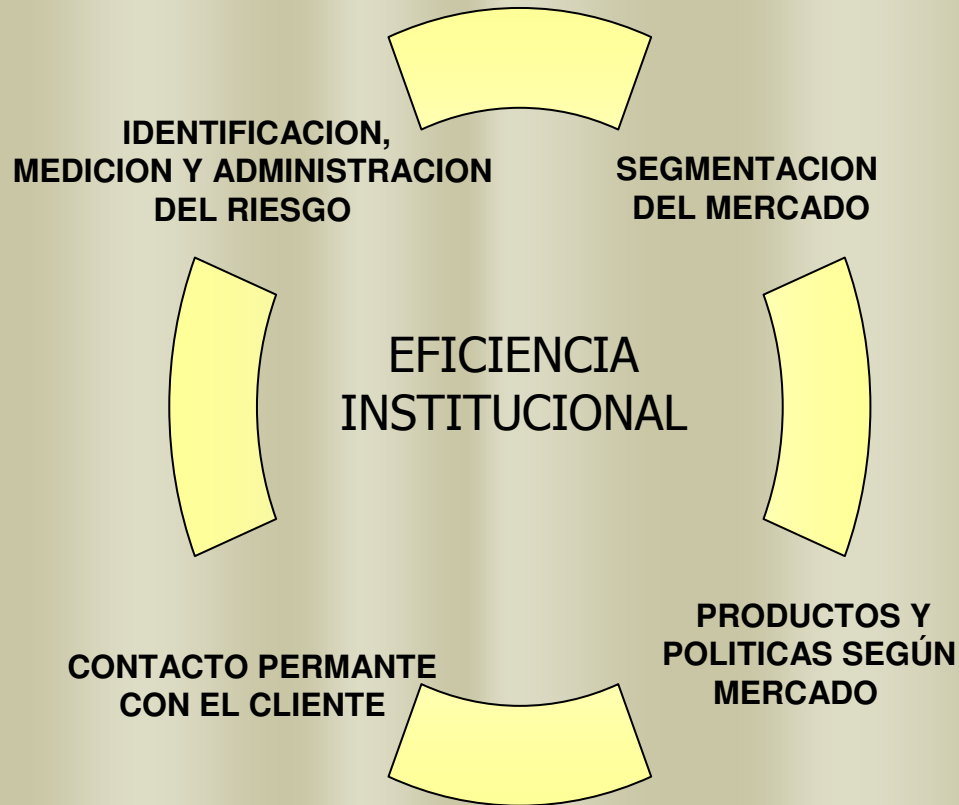 IDENTIFICACION,
MEDICION Y ADMINISTRACION
DEL RIESGO
SEGMENTACION
DEL MERCADO
EFICIENCIA
INSTITUCIONAL
CONTACTO PERMANTE
CON EL CLIENTE
PRODUCTOS Y
POLITICAS SEGÚN
MERCADO